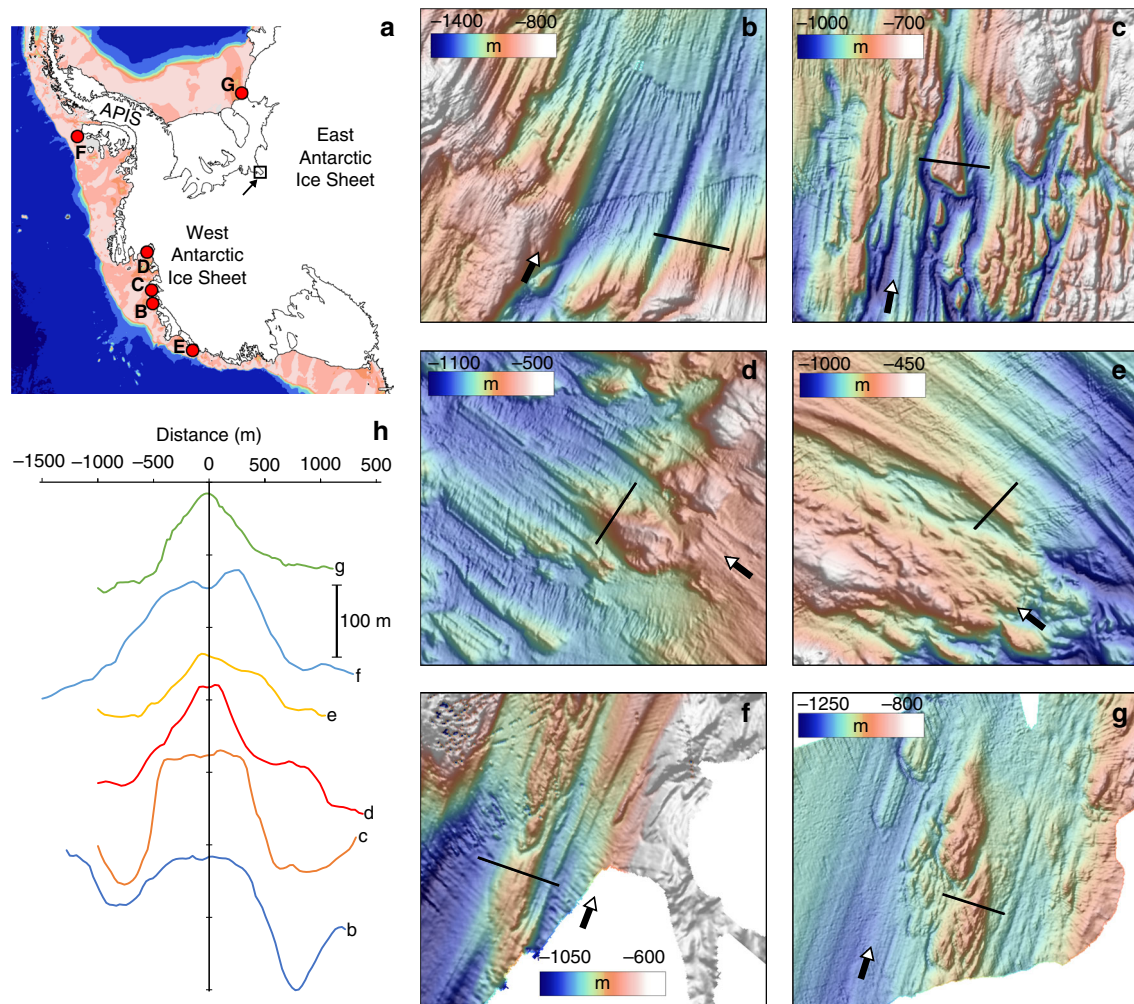 a
G
APIS
F
East
Antarctic
Ice Sheet
West
Antarctic
Ice Sheet
D
C
B
E
−1400 −800
m
b
−1000 −700
m
c
−1100 −500
m
d
−1000 −450
m
e
f
−1050 −600
m
−1250 −800
m
g
h
Distance (m)
−1500 −1000 −500 0 500 1000 500
g
100 m
f
e
d
c
b